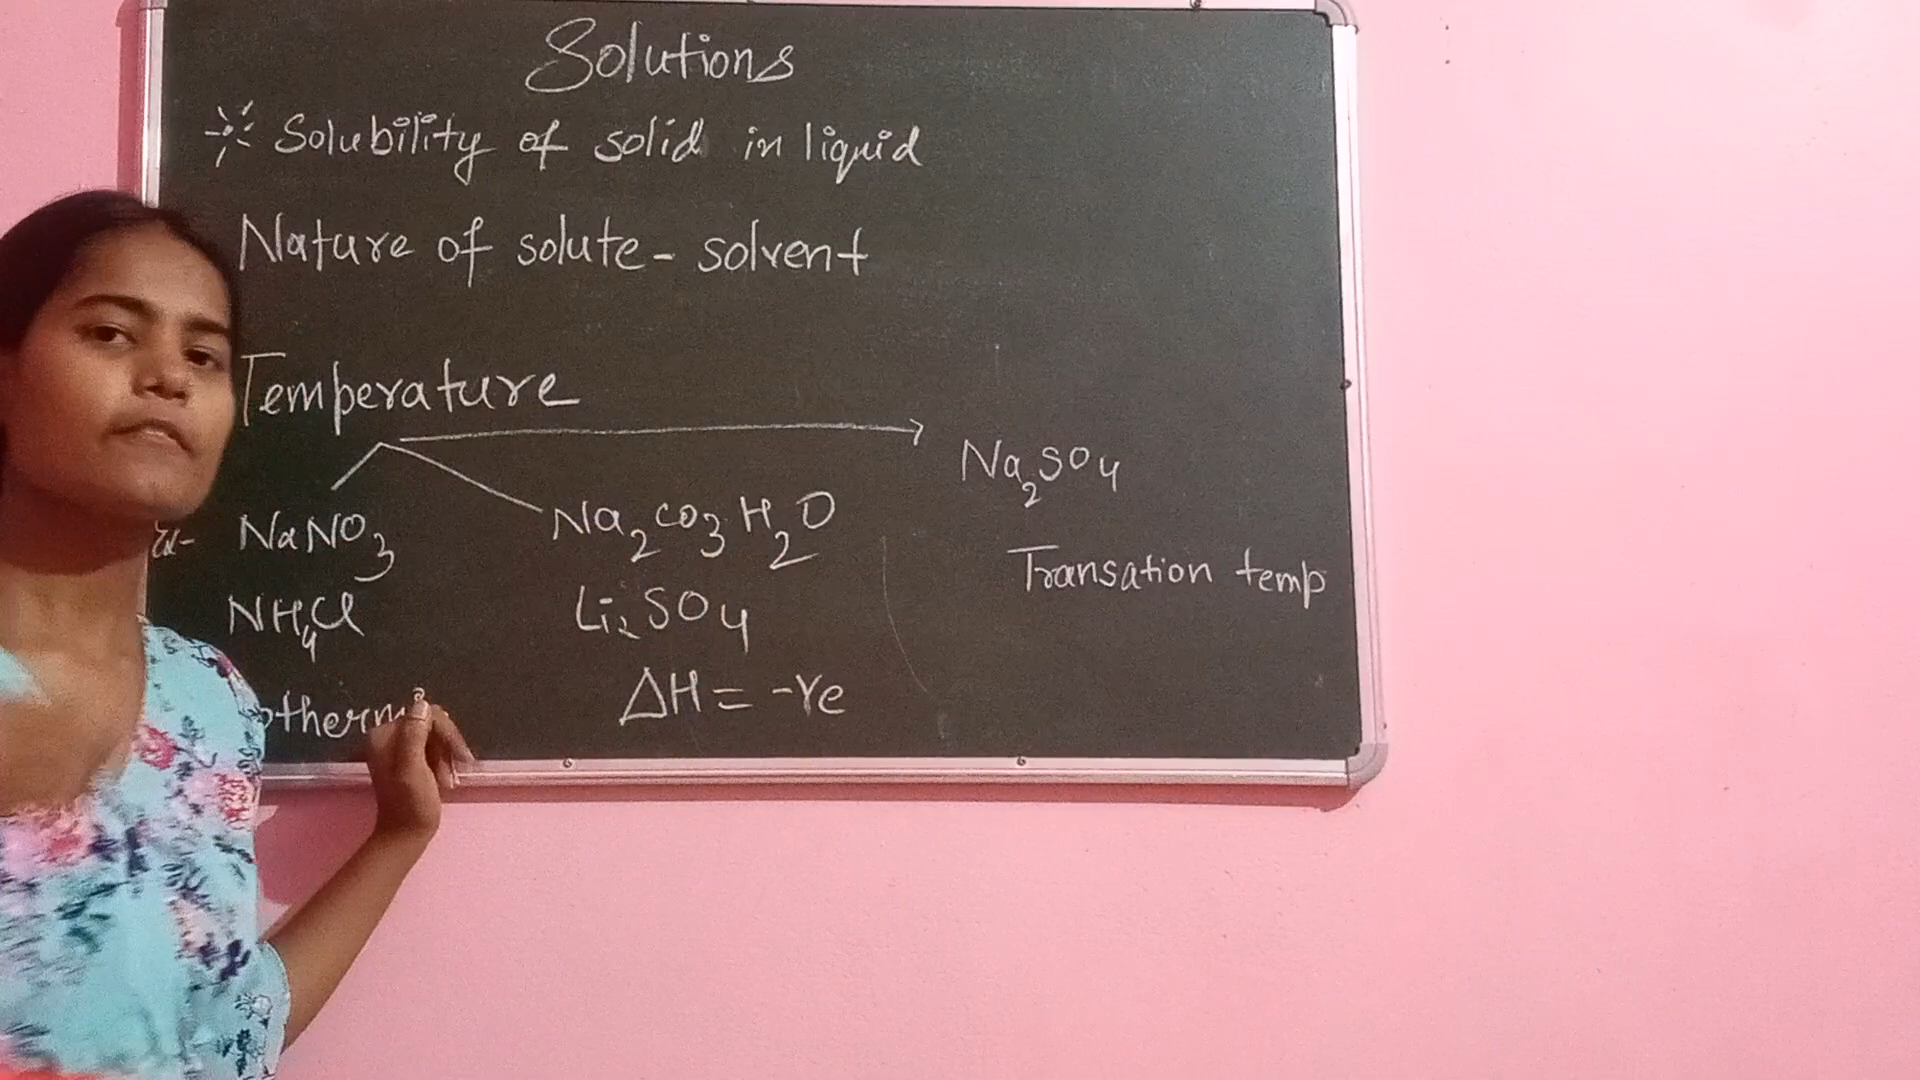 Solutions
Solubility of solid in liquid
Nature of solute - solvent
Temperature
Na₂SO₄
NaNO₃ Na₂CO₃ H₂O
Transation temp
NH₄Cl Li₂SO₄
ΔH = -ve